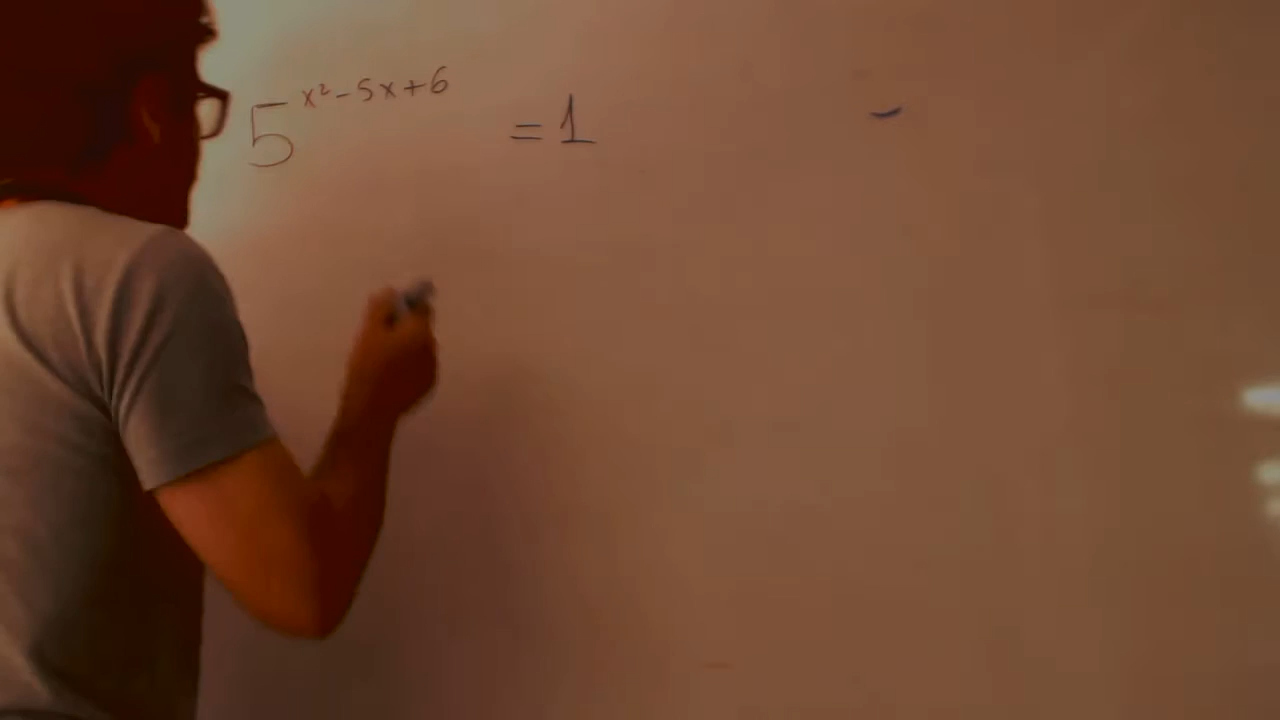 5^{x²-5x+6} = 1